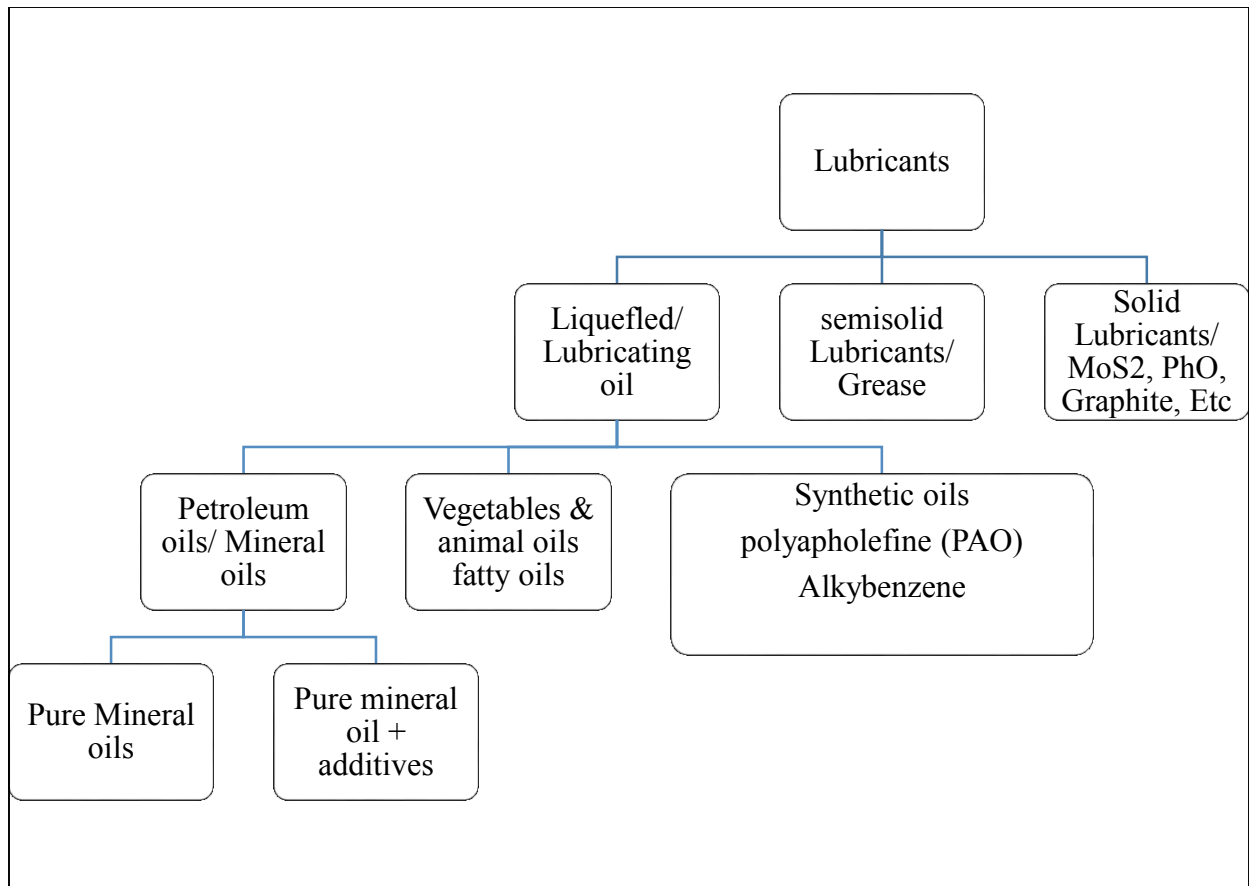 Lubricants
Liquefled/
Lubricating
oil
semisolid
Lubricants/
Grease
Solid
Lubricants/
MoS2, PhO,
Graphite, Etc
Petroleum
oils/ Mineral
oils
Vegetables &
animal oils
fatty oils
Synthetic oils
polyapholefine (PAO)
Alkybenzene
Pure Mineral
oils
Pure mineral
oil +
additives